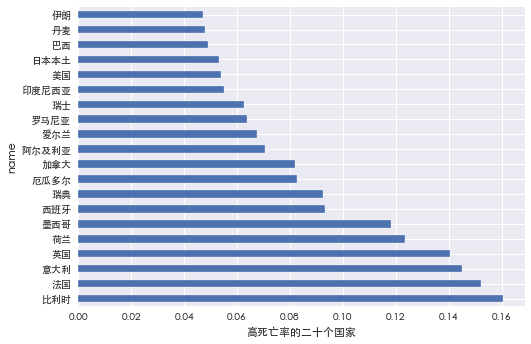 伊朗
丹麦
巴西
日本本土
美国
印度尼西亚
瑞士
罗马尼亚
爱尔兰
阿尔及利亚
加拿大
厄瓜多尔
瑞典
西班牙
墨西哥
荷兰
英国
意大利
法国
比利时
name
0.00 0.02 0.04 0.06 0.08 0.10 0.12 0.14 0.16
高死亡率的二十个国家